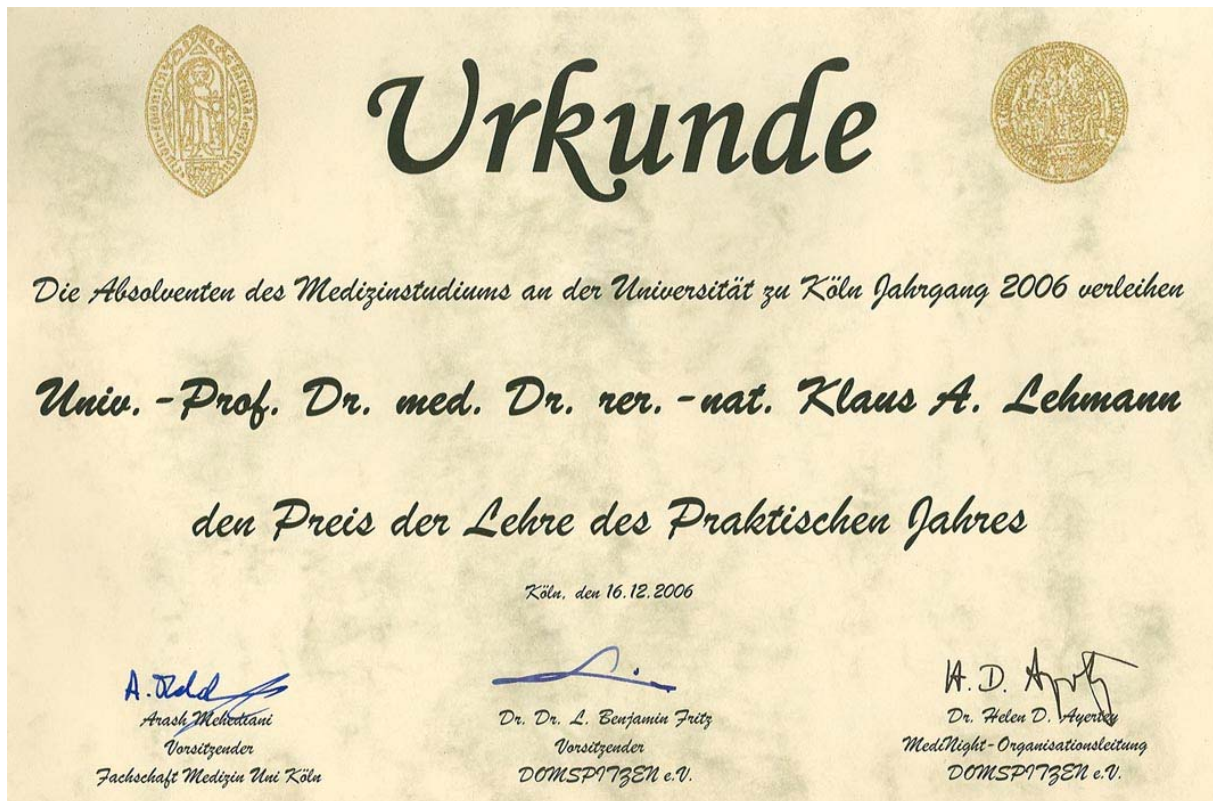 Urkunde
Die Absolventen des Medizinstudiums an der Universität zu Köln Jahrgang 2006 verleihen
Univ.-Prof. Dr. med. Dr. rer.-nat. Klaus A. Lehmann
den Preis der Lehre des Praktischen Jahres
Köln, den 16.12.2006
A.
H. D.
Arash Mehediani
Dr. Dr. L. Benjamin Fritz
Dr. Helen D. Ayertey
Vorsitzender
Vorsitzender
MediNight-Organisationsleitung
Fachschaft Medizin Uni Köln
DOMSPITZEN e.V.
DOMSPITZEN e.V.